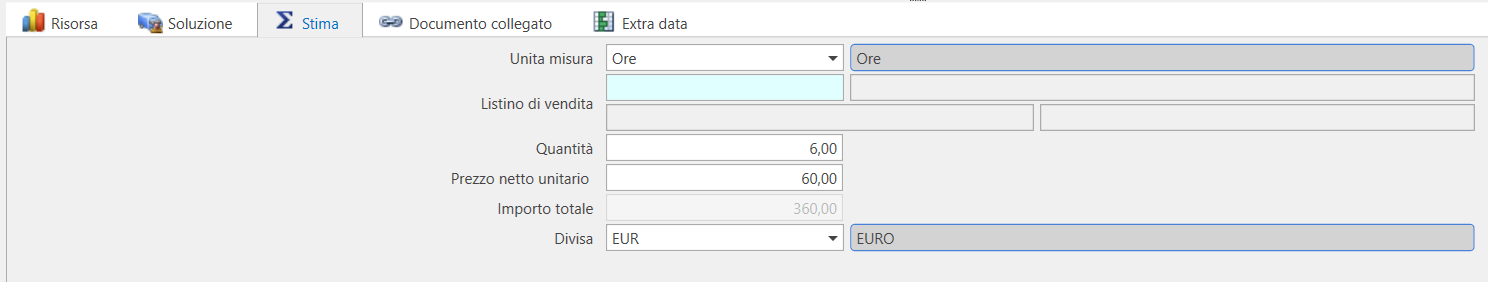 Risorsa Soluzione Stima Documento collegato Extra data
Unita misura Ore Ore
Listino di vendita
Quantità 6,00
Prezzo netto unitario 60,00
Importo totale 360,00
Divisa EUR EURO